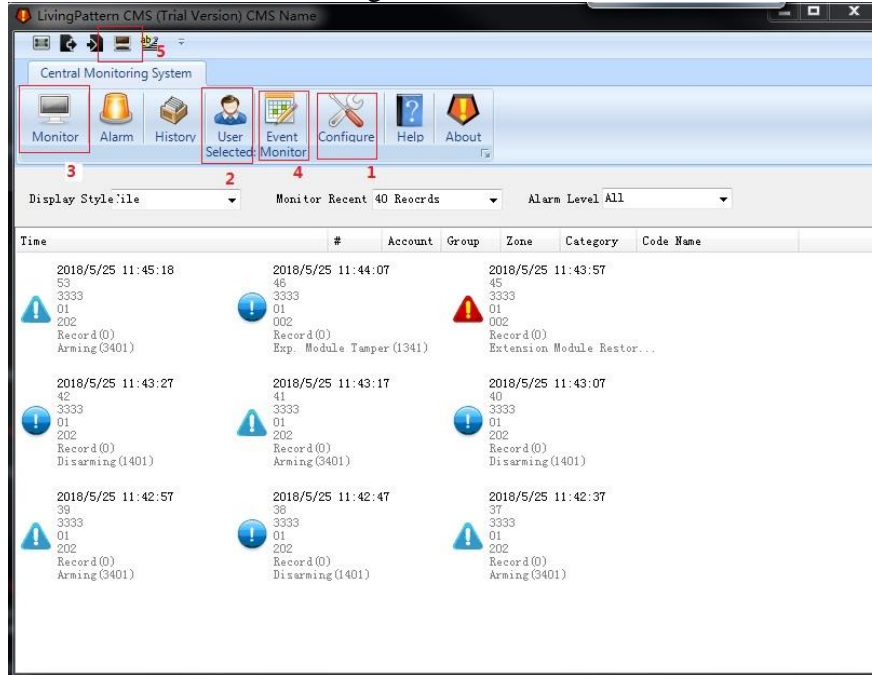 LivingPattern CMS (Trial Version) CMS Name
5
Central Monitoring System
Monitor Alarm History User Selected: Event Monitor Configure Help About
3 2 4 1
Display Style Tile Monitor Recent 40 Reocrds Alarm Level All
Time # Account Group Zone Category Code Name
2018/5/25 11:45:18
53
3333
01
202
Record(0)
Arming(3401)
2018/5/25 11:44:07
46
3333
01
002
Record(0)
Exp. Module Tamper(1341)
2018/5/25 11:43:57
45
3333
01
002
Record(0)
Extension Module Restor...
2018/5/25 11:43:27
42
3333
01
202
Record(0)
Disarming(1401)
2018/5/25 11:43:17
41
3333
01
202
Record(0)
Arming(3401)
2018/5/25 11:43:07
40
3333
01
202
Record(0)
Disarming(1401)
2018/5/25 11:42:57
39
3333
01
202
Record(0)
Arming(3401)
2018/5/25 11:42:47
38
3333
01
202
Record(0)
Disarming(1401)
2018/5/25 11:42:37
37
3333
01
202
Record(0)
Arming(3401)